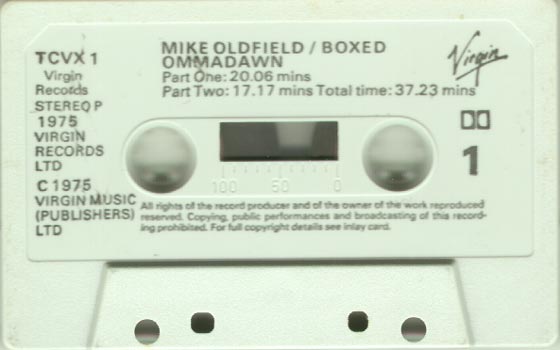 TCVX 1
Virgin
Records
STEREO P
1975
VIRGIN
RECORDS
LTD
C 1975
VIRGIN MUSIC
(PUBLISHERS)
LTD
MIKE OLDFIELD / BOXED
OMMADAWN
Part One: 20.06 mins
Part Two: 17.17 mins Total time: 37.23 mins
Virgin
1
100 50 0
All rights of the record producer and of the owner of the work reproduced
reserved. Copying, public performances and broadcasting of this record-
ing prohibited. For full copyright details see inlay card.